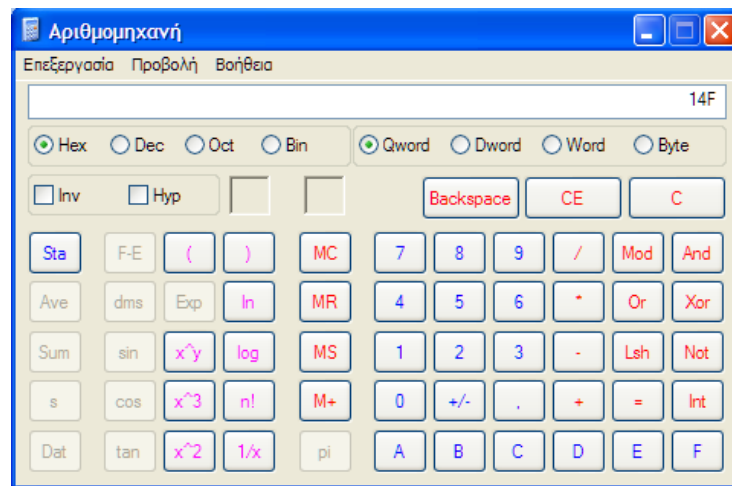 Αριθμομηχανή
Επεξεργασία Προβολή Βοήθεια
14F
Hex Dec Oct Bin Qword Dword Word Byte
Inv Hyp Backspace CE C
Sta F-E ( ) MC 7 8 9 / Mod And
Ave dms Exp ln MR 4 5 6 * Or Xor
Sum sin x^y log MS 1 2 3 - Lsh Not
s cos x^3 n! M+ 0 +/- , + = Int
Dat tan x^2 1/x pi A B C D E F